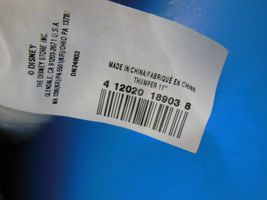 © DISNEY
THE DISNEY STORE INC.
GLENDALE, CA 91203-2671 U.S.A.
DN24803
MADE IN CHINA/FABRIQUÉ EN CHINE
THUMPER 11"
4 12020 18903 8